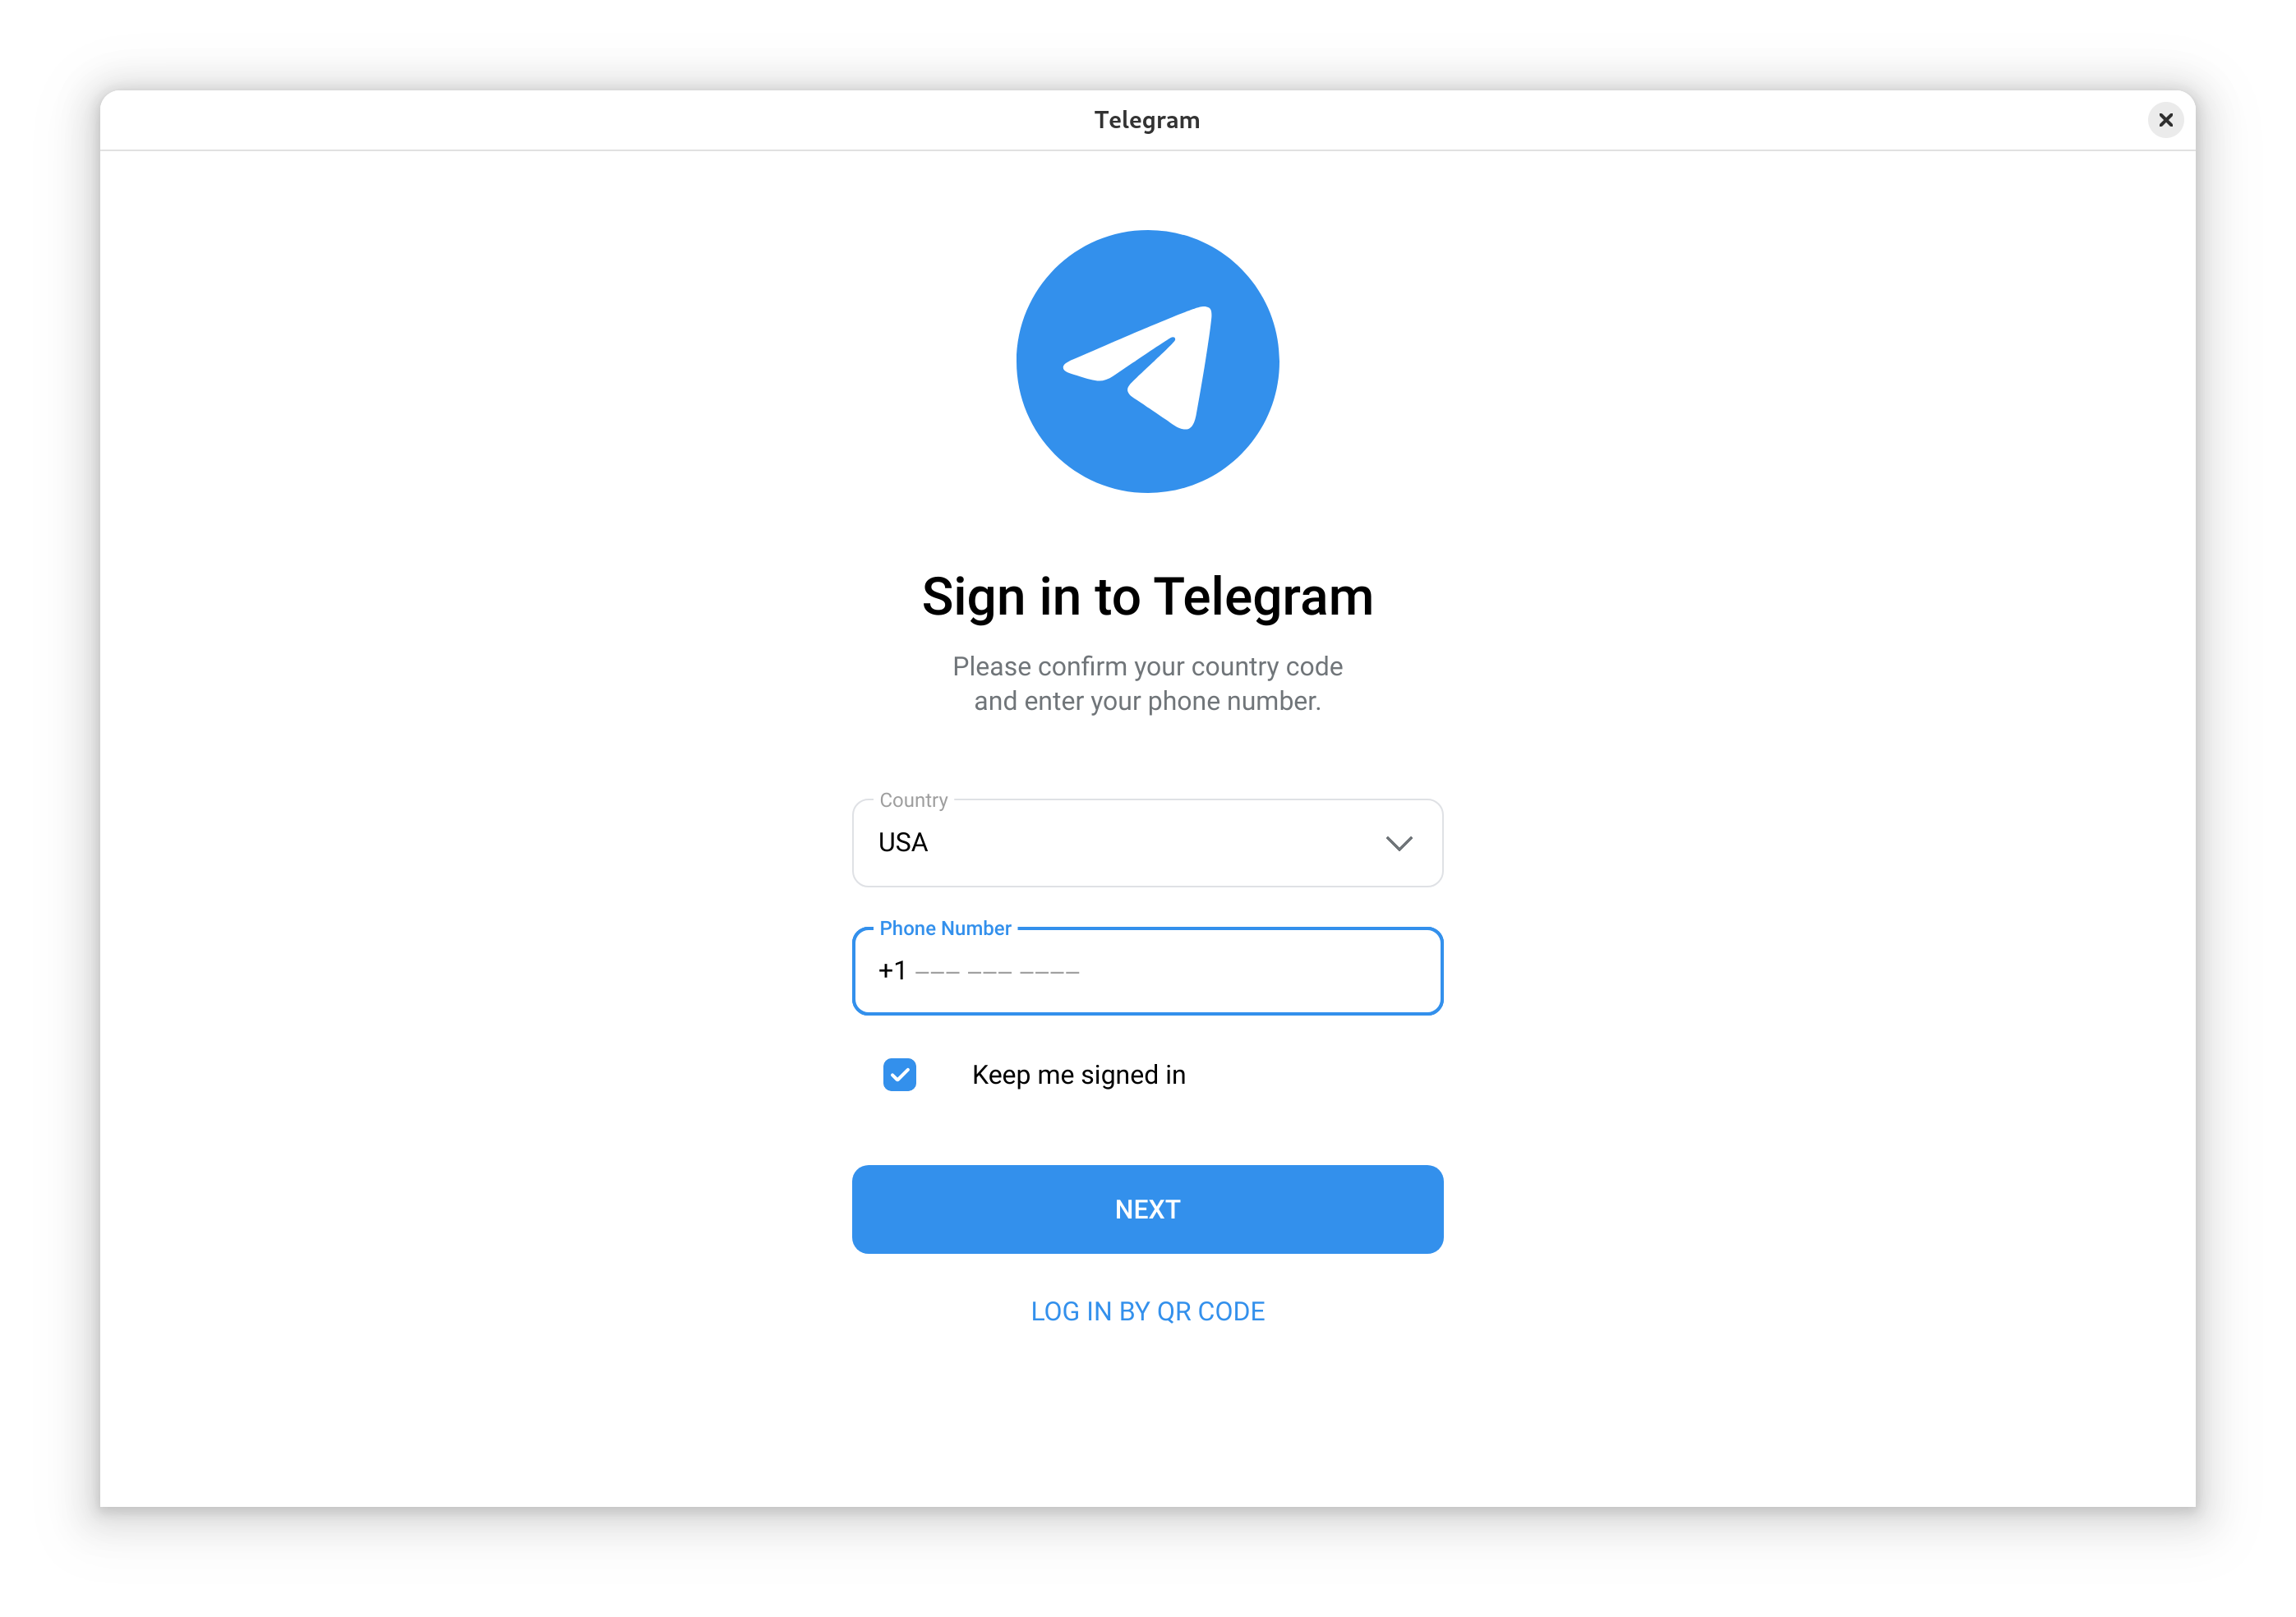 Telegram
Sign in to Telegram
Please confirm your country code
and enter your phone number.
Country
USA
Phone Number
+1 ‒‒‒ ‒‒‒ ‒‒‒‒
Keep me signed in
NEXT
LOG IN BY QR CODE